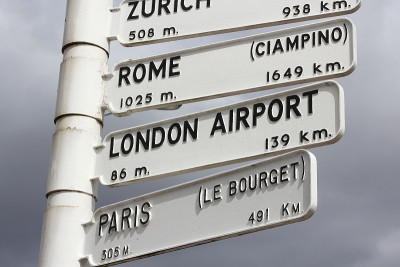 ZURICH
508 m. 938 km.
ROME (CIAMPINO)
1025 m. 1649 km.
LONDON AIRPORT
86 m. 139 km.
PARIS (LE BOURGET)
305 M. 491 KM